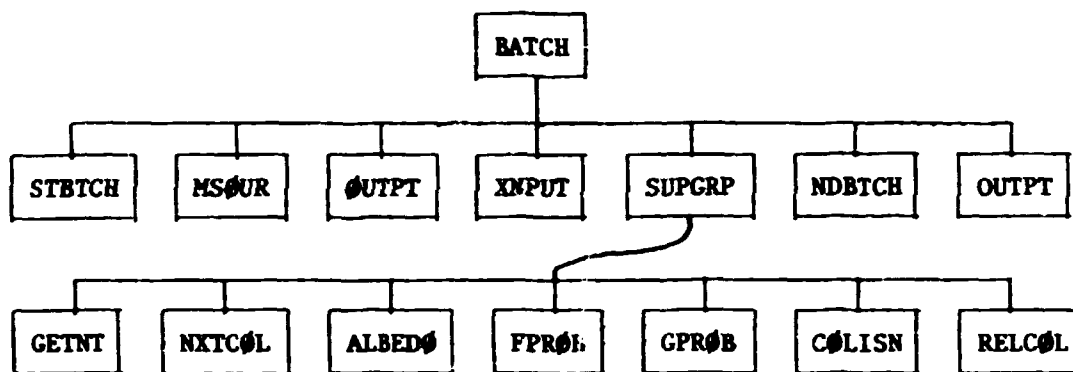 BATCH
STBTCH MSØUR ØUTPT XNPUT SUPGRP NDBTCH OUTPT
GETNT NXTCØL ALBEDØ GPRØB CØLISN RELCØL